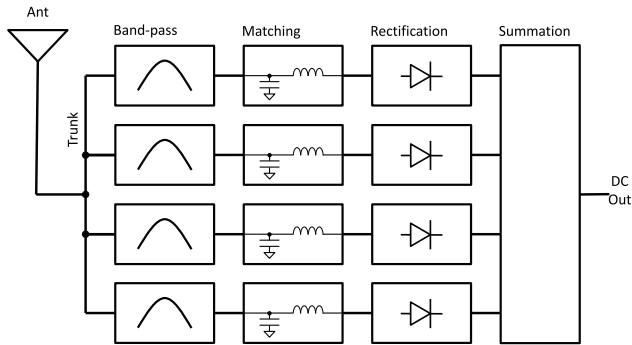 Ant
Band-pass
Matching
Rectification
Summation
Trunk
DC
Out